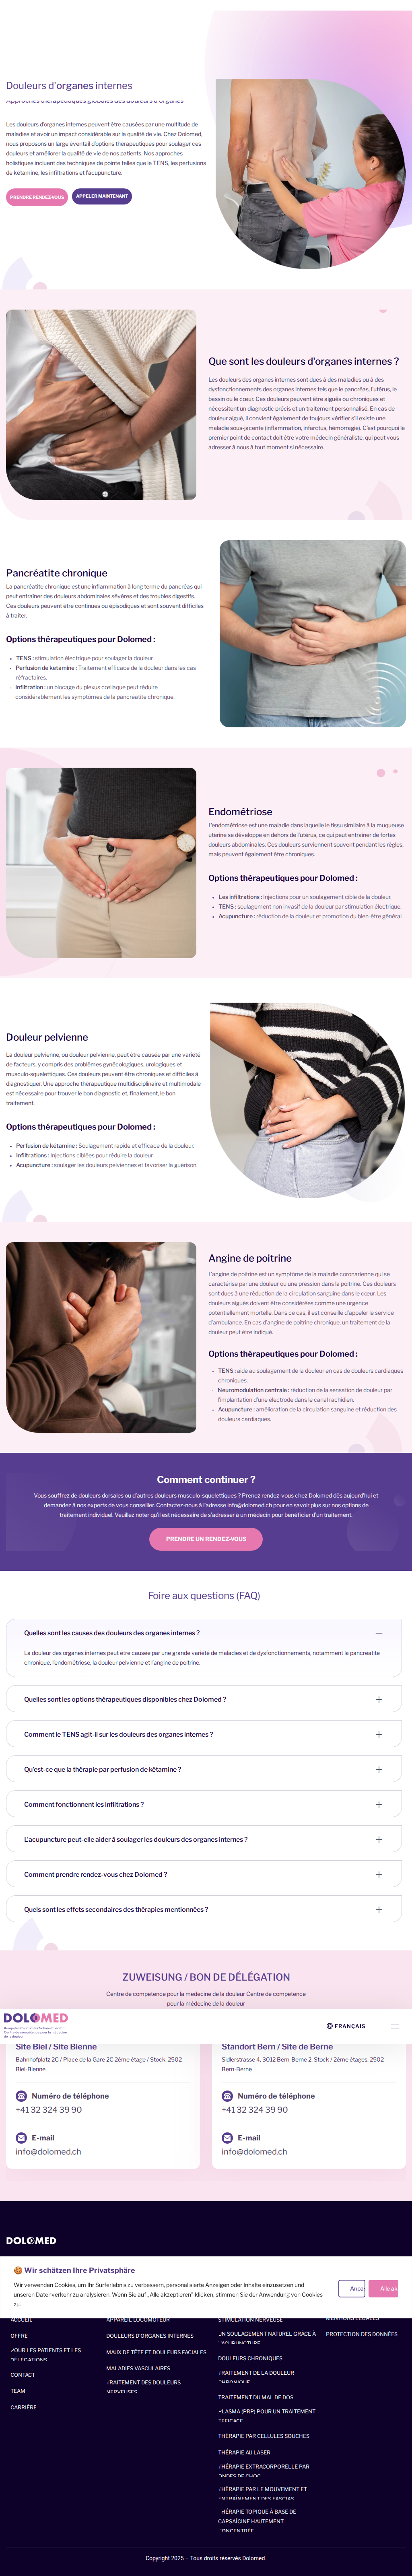 Douleurs d'organes internes
Approches thérapeutiques globales des douleurs d'organes
Les douleurs d'organes internes peuvent être causées par une multitude de
maladies et avoir un impact considérable sur la qualité de vie. Chez Dolomed,
nous proposons un large éventail d'options thérapeutiques pour soulager ces
douleurs et améliorer la qualité de vie de nos patients. Nos approches
holistiques incluent des techniques de pointe telles que le TENS, les perfusions
de kétamine, les infiltrations et l'acupuncture.
PRENDRE RENDEZ-VOUS
APPELER MAINTENANT
Que sont les douleurs d'organes internes ?
Les douleurs des organes internes sont dues à des maladies ou à des
dysfonctionnements des organes internes tels que le pancréas, l'utérus, le
bassin ou le cœur. Ces douleurs peuvent être aiguës ou chroniques et
nécessitent un diagnostic précis et un traitement personnalisé. En cas de
douleur aiguë, il convient également de toujours vérifier s'il existe une
maladie sous-jacente (inflammation, infarctus, hémorragie). C'est pourquoi le
premier point de contact doit être votre médecin généraliste, qui peut vous
adresser à nous à tout moment si nécessaire.
Pancréatite chronique
La pancréatite chronique est une inflammation à long terme du pancréas qui
peut entraîner des douleurs abdominales sévères et des troubles digestifs.
Ces douleurs peuvent être continues ou épisodiques et sont souvent difficiles
à traiter.
Options thérapeutiques pour Dolomed :
TENS : stimulation électrique pour soulager la douleur.
Perfusion de kétamine : Traitement efficace de la douleur dans les cas
réfractaires.
Infiltration : un blocage du plexus cœliaque peut réduire
considérablement les symptômes de la pancréatite chronique.
Endométriose
L'endométriose est une maladie dans laquelle le tissu similaire à la muqueuse
utérine se développe en dehors de l'utérus, ce qui peut entraîner de fortes
douleurs abdominales. Ces douleurs surviennent souvent pendant les règles,
mais peuvent également être chroniques.
Options thérapeutiques pour Dolomed :
Les infiltrations : Injections pour un soulagement ciblé de la douleur.
TENS : soulagement non invasif de la douleur par stimulation électrique.
Acupuncture : réduction de la douleur et promotion du bien-être général.
Douleur pelvienne
La douleur pelvienne, ou douleur pelvienne, peut être causée par une variété
de facteurs, y compris des problèmes gynécologiques, urologiques et
musculo-squelettiques. Ces douleurs peuvent être chroniques et difficiles à
diagnostiquer. Une approche thérapeutique multidisciplinaire et multimodale
est nécessaire pour trouver le bon diagnostic et, finalement, le bon
traitement.
Options thérapeutiques pour Dolomed :
Perfusion de kétamine : Soulagement rapide et efficace de la douleur.
Infiltrations : Injections ciblées pour réduire la douleur.
Acupuncture : soulager les douleurs pelviennes et favoriser la guérison.
Angine de poitrine
L'angine de poitrine est un symptôme de la maladie coronarienne qui se
caractérise par une douleur ou une pression dans la poitrine. Ces douleurs
sont dues à une réduction de la circulation sanguine dans le cœur. Les
douleurs aiguës doivent être considérées comme une urgence
potentiellement mortelle. Dans ce cas, il est conseillé d'appeler le service
d'ambulance. En cas d'angine de poitrine chronique, un traitement de la
douleur peut être indiqué.
Options thérapeutiques pour Dolomed :
TENS : aide au soulagement de la douleur en cas de douleurs cardiaques
chroniques.
Neuromodulation centrale : réduction de la sensation de douleur par
l'implantation d'une électrode dans le canal rachidien.
Acupuncture : amélioration de la circulation sanguine et réduction des
douleurs cardiaques.
Comment continuer ?
Vous souffrez de douleurs dorsales ou d'autres douleurs musculo-squelettiques ? Prenez rendez-vous chez Dolomed dès aujourd'hui et
demandez à nos experts de vous conseiller. Contactez-nous à l'adresse info@dolomed.ch pour en savoir plus sur nos options de
traitement individuel. Veuillez noter qu'il est nécessaire de s'adresser à un médecin pour bénéficier d'un traitement.
PRENDRE UN RENDEZ-VOUS
Foire aux questions (FAQ)
Quelles sont les causes des douleurs des organes internes ?
La douleur des organes internes peut être causée par une grande variété de maladies et de dysfonctionnements, notamment la pancréatite
chronique, l'endométriose, la douleur pelvienne et l'angine de poitrine.
Quelles sont les options thérapeutiques disponibles chez Dolomed ?
Comment le TENS agit-il sur les douleurs des organes internes ?
Qu'est-ce que la thérapie par perfusion de kétamine ?
Comment fonctionnent les infiltrations ?
L'acupuncture peut-elle aider à soulager les douleurs des organes internes ?
Comment prendre rendez-vous chez Dolomed ?
Quels sont les effets secondaires des thérapies mentionnées ?
ZUWEISUNG / BON DE DÉLÉGATION
Centre de compétence pour la médecine de la douleur Centre de compétence
pour la médecine de la douleur
DOLOMED
Kompetenzzentrum für Schmerzmedizin
Centre de compétence pour la médecine
de la douleur
FRANÇAIS
Site Biel / Site Bienne
Bahnhofplatz 2C / Place de la Gare 2C 2ème étage / Stock, 2502
Biel-Bienne
Numéro de téléphone
+41 32 324 39 90
E-mail
info@dolomed.ch
Standort Bern / Site de Berne
Sidlerstrasse 4, 3012 Bern-Berne 2. Stock / 2ème étages, 2502
Bern-Berne
Numéro de téléphone
+41 32 324 39 90
E-mail
info@dolomed.ch
DOLOMED
Wir schätzen Ihre Privatsphäre
Wir verwenden Cookies, um Ihr Surferlebnis zu verbessern, personalisierte Anzeigen oder Inhalte einzusetzen und
unseren Datenverkehr zu analysieren. Wenn Sie auf „Alle akzeptieren" klicken, stimmen Sie der Anwendung von Cookies
zu.
Anpa
Alle ak
ACCUEIL
OFFRE
POUR LES PATIENTS ET LES
DÉLÉGATIONS
CONTACT
TEAM
CARRIÈRE
APPAREIL LOCOMOTEUR
DOULEURS D'ORGANES INTERNES
MAUX DE TÊTE ET DOULEURS FACIALES
MALADIES VASCULAIRES
TRAITEMENT DES DOULEURS
NERVEUSES
STIMULATION NERVEUSE
UN SOULAGEMENT NATUREL GRÂCE À
L'ACUPUNCTURE
DOULEURS CHRONIQUES
TRAITEMENT DE LA DOULEUR
CHRONIQUE
TRAITEMENT DU MAL DE DOS
PLASMA (PRP) POUR UN TRAITEMENT
EFFICACE
THÉRAPIE PAR CELLULES SOUCHES
THÉRAPIE AU LASER
THÉRAPIE EXTRACORPORELLE PAR
ONDES DE CHOC
THÉRAPIE PAR LE MOUVEMENT ET
ENTRAÎNEMENT DES FASCIAS
THÉRAPIE TOPIQUE À BASE DE
CAPSAÏCINE HAUTEMENT
CONCENTRÉE
MENTIONS LÉGALES
PROTECTION DES DONNÉES
Copyright 2025 – Tous droits réservés Dolomed.